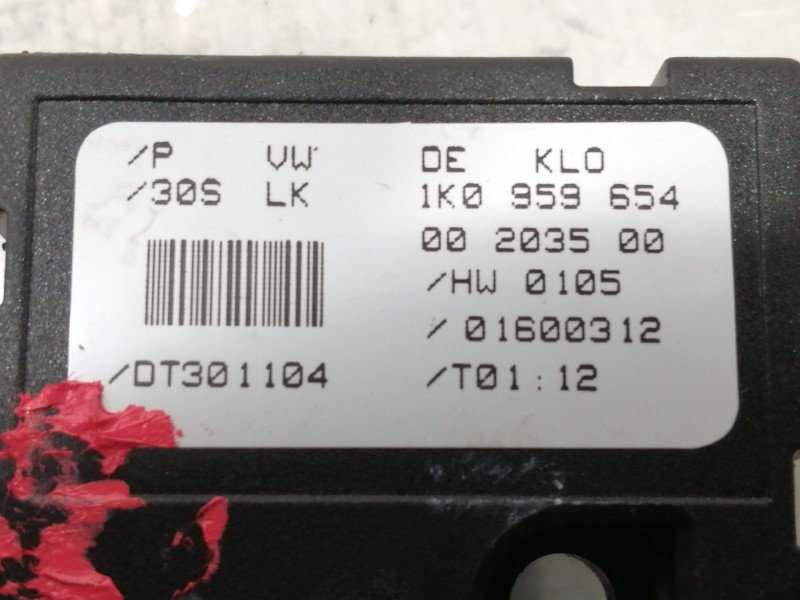 /P VW DE KLO
/30S LK 1K0 959 654
00 2035 00
/HW 0105
/ 01600312
/DT301104 /T01:12